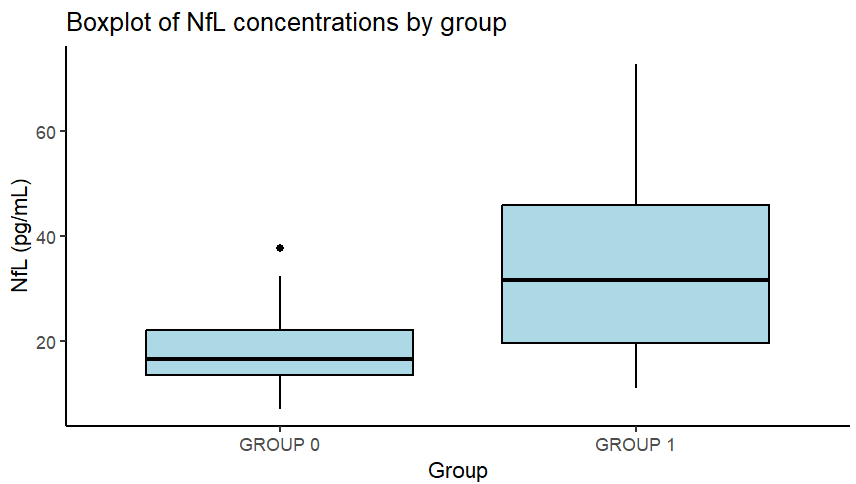 Boxplot of NfL concentrations by group
NfL (pg/mL)
60
40
20
GROUP 0
GROUP 1
Group